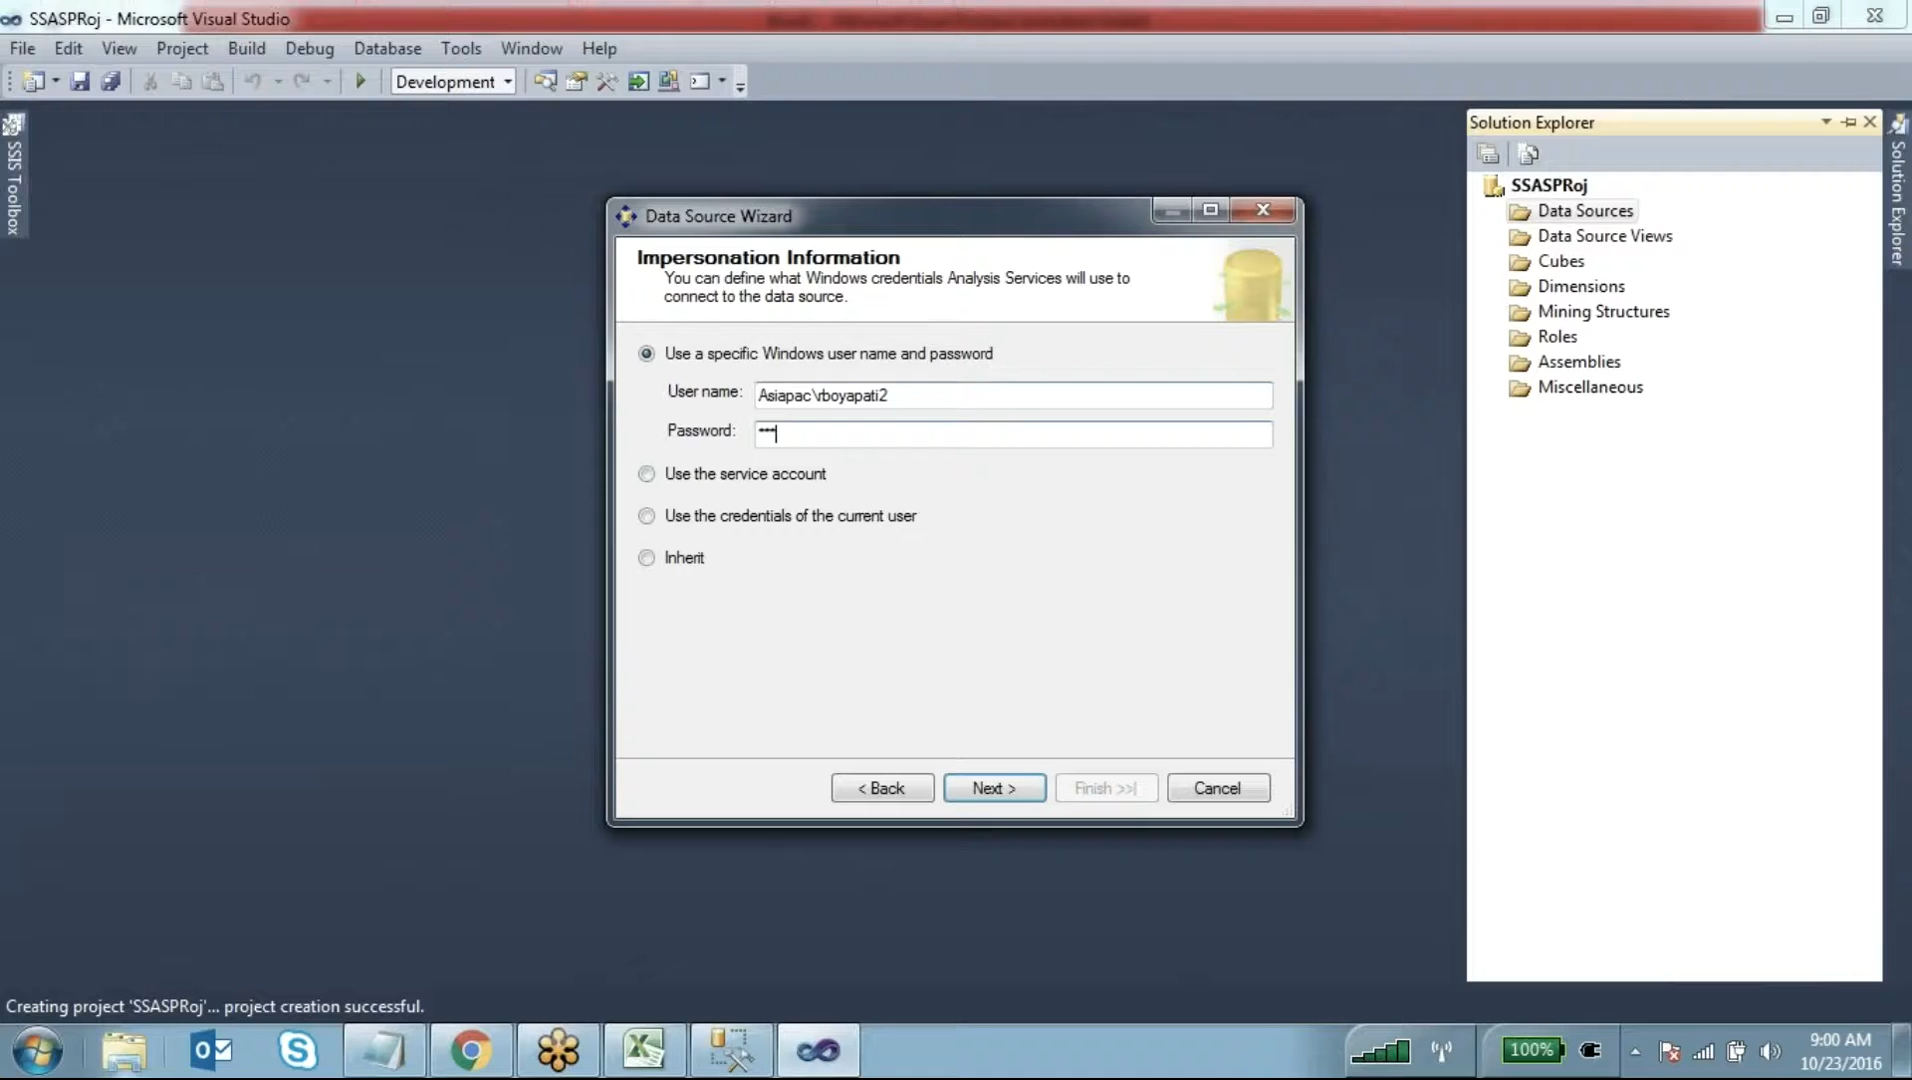 SSASPRoj - Microsoft Visual Studio
File Edit View Project Build Debug Database Tools Window Help
Development
SSIS Toolbox
Solution Explorer
Solution Explorer
SSASPRoj
Data Sources
Data Source Views
Cubes
Dimensions
Mining Structures
Roles
Assemblies
Miscellaneous
Data Source Wizard
Impersonation Information
You can define what Windows credentials Analysis Services will use to
connect to the data source.
Use a specific Windows user name and password
User name: Asiapac\rboyapati2
Password: ***
Use the service account
Use the credentials of the current user
Inherit
< Back Next > Finish >>| Cancel
Creating project 'SSASPRoj'... project creation successful.
100%
9:00 AM
10/23/2016